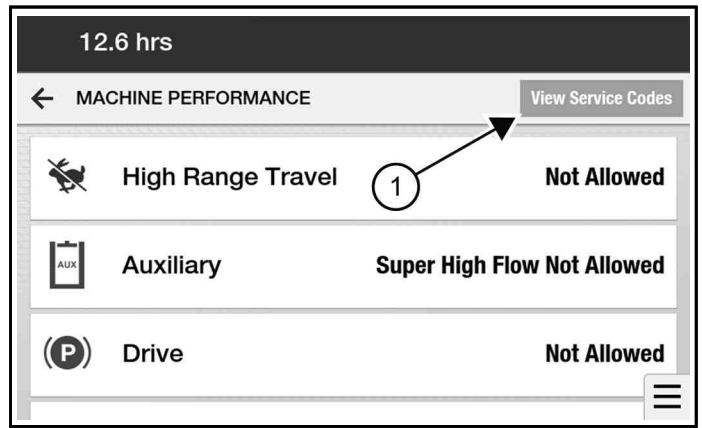 12.6 hrs
MACHINE PERFORMANCE View Service Codes
1
High Range Travel Not Allowed
AUX Auxiliary Super High Flow Not Allowed
(P) Drive Not Allowed